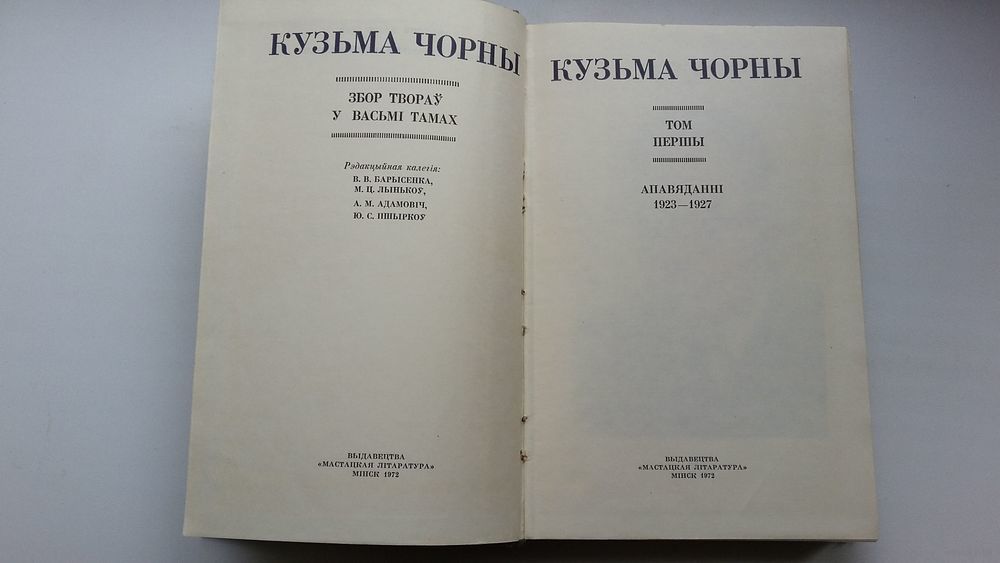 КУЗЬМА ЧОРНЫ
ЗБОР ТВОРАЎ
У ВАСЬМІ ТАМАХ
Рэдакцыйная калегія:
В. В. БАРЫСЕНКА,
М. Ц. ЛЫНЬКОЎ,
А. М. АДАМОВІЧ,
Ю. С. ПШЫРКОЎ
ВЫДАВЕЦТВА
«МАСТАЦКАЯ ЛІТАРАТУРА»
МІНСК 1972
КУЗЬМА ЧОРНЫ
ТОМ
ПЕРШЫ
АПАВЯДАННІ
1923—1927
ВЫДАВЕЦТВА
«МАСТАЦКАЯ ЛІТАРАТУРА»
МІНСК 1972